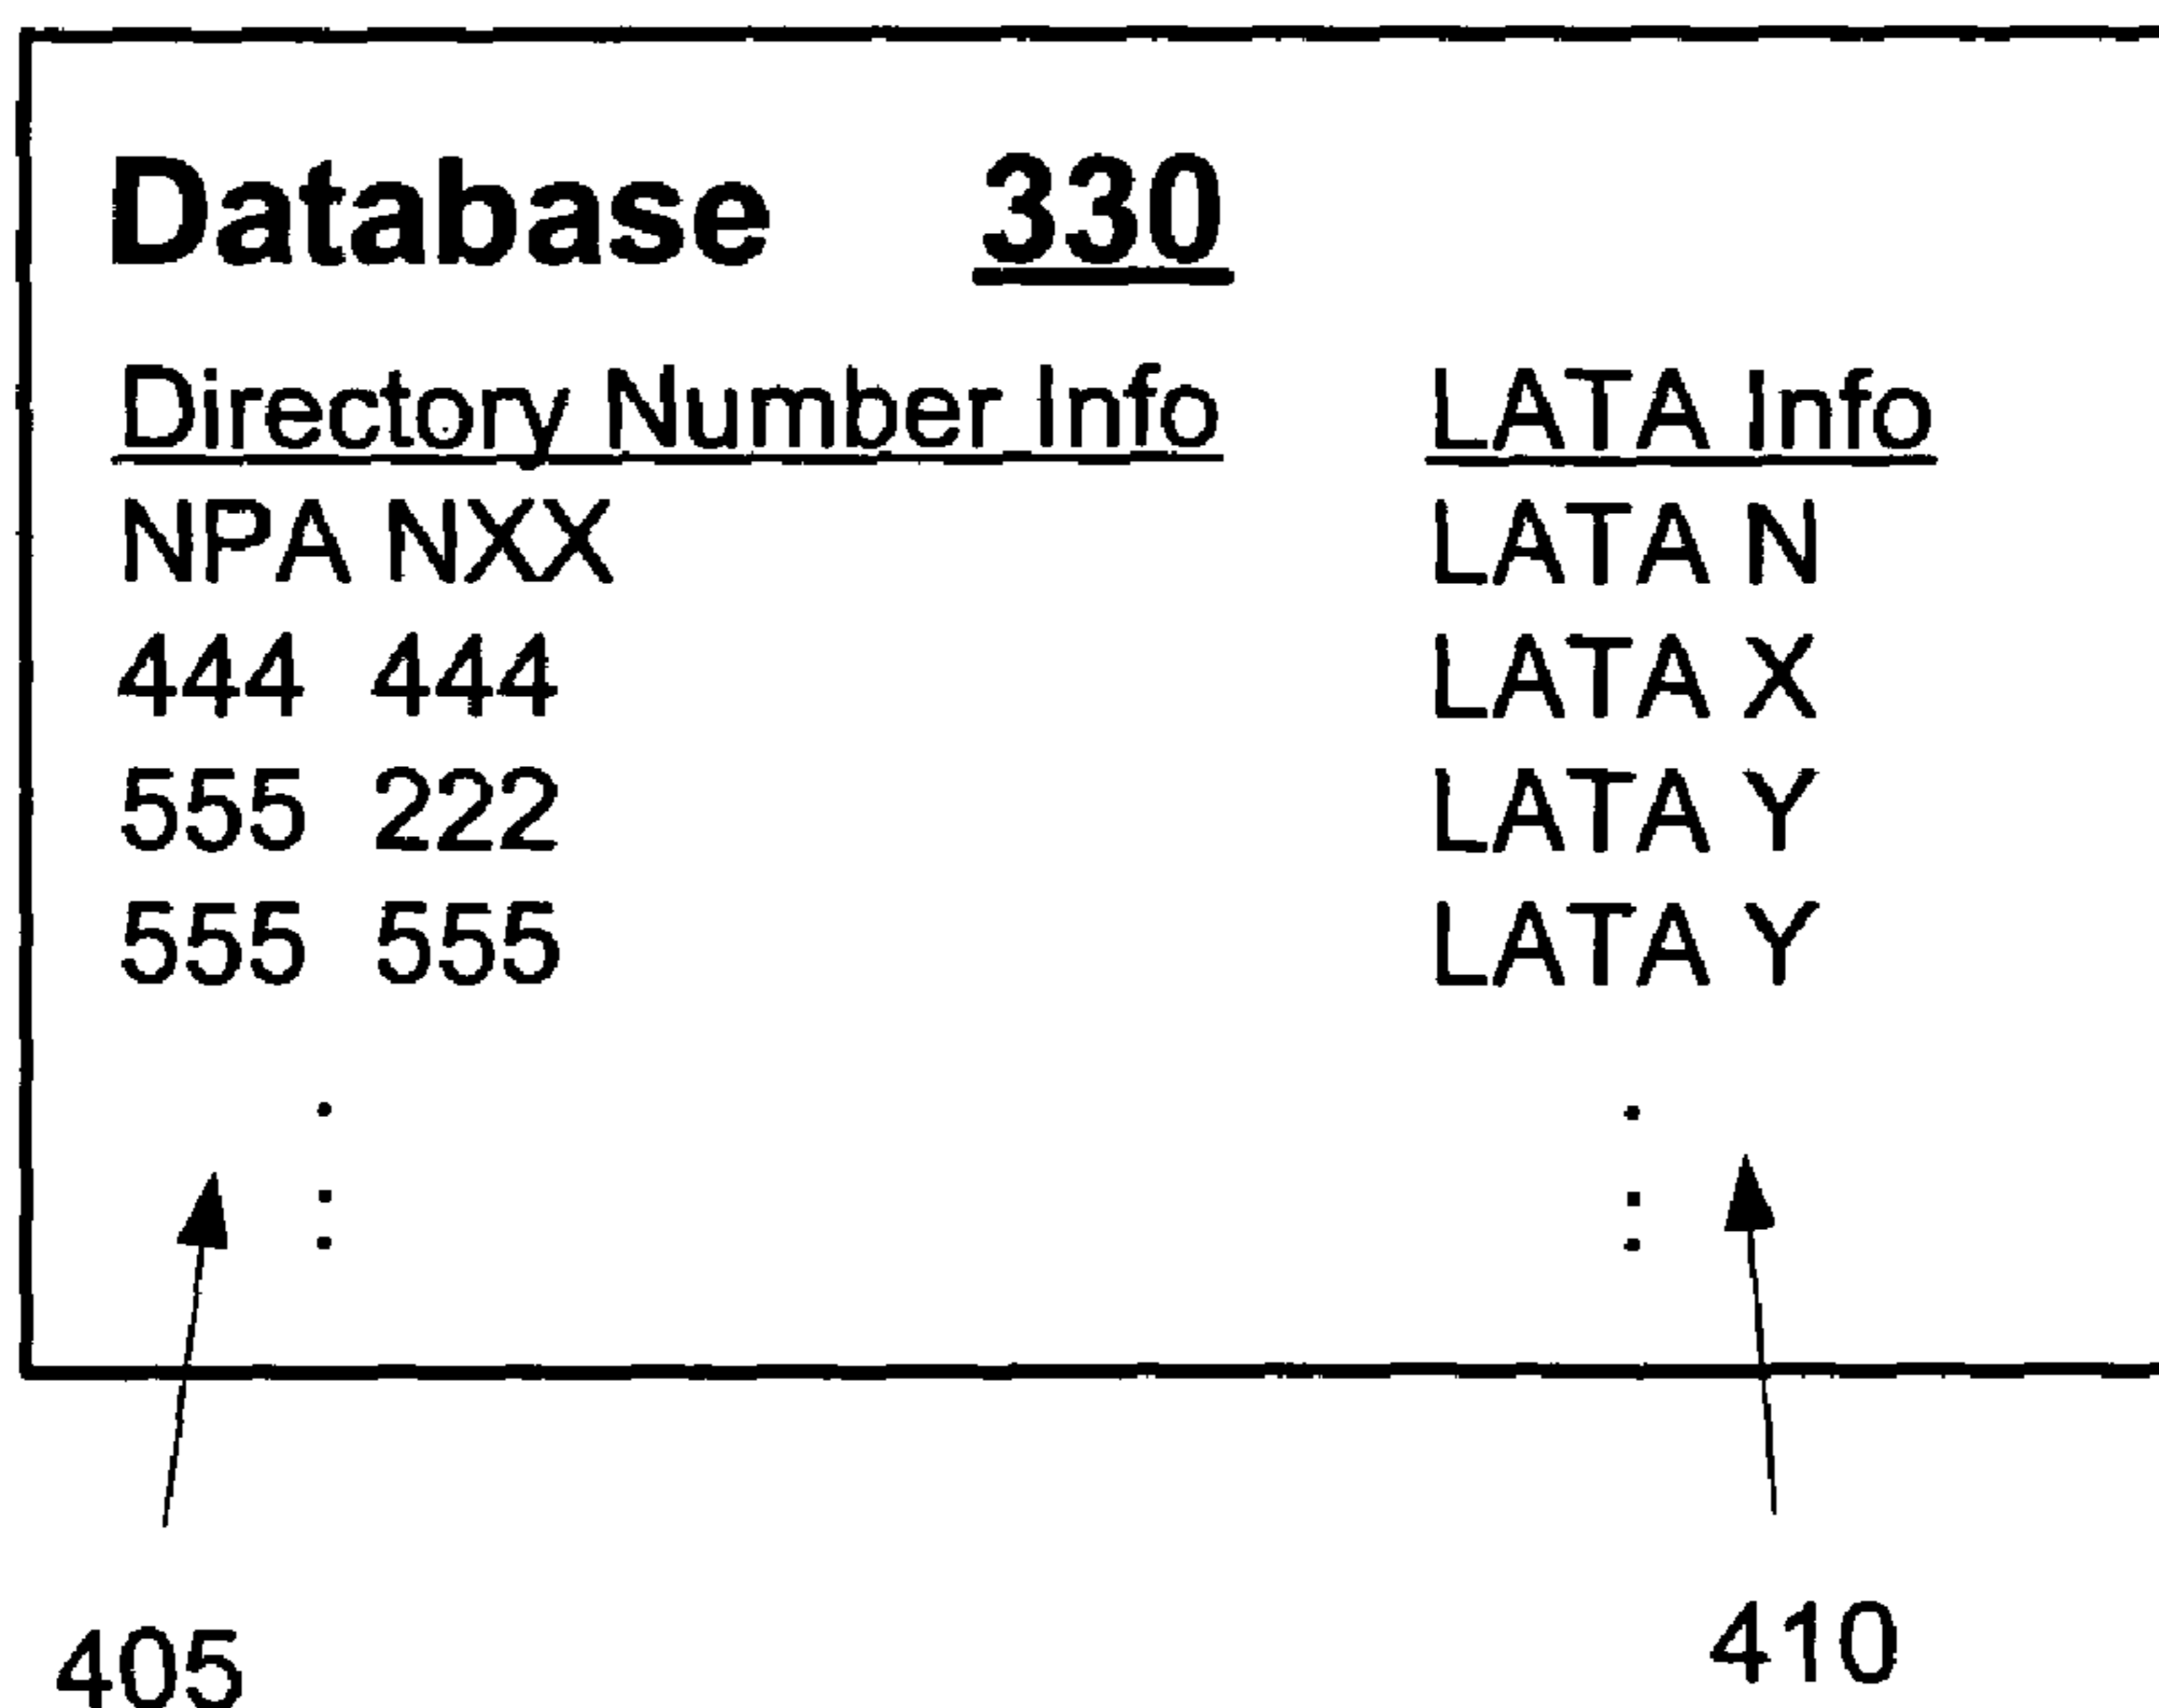 Database 330
Directory Number Info LATA Info
NPA NXX LATA N
444 444 LATA X
555 222 LATA Y
555 555 LATA Y
405 410